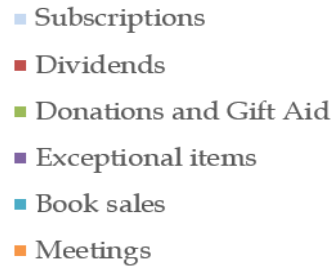 Subscriptions
Dividends
Donations and Gift Aid
Exceptional items
Book sales
Meetings